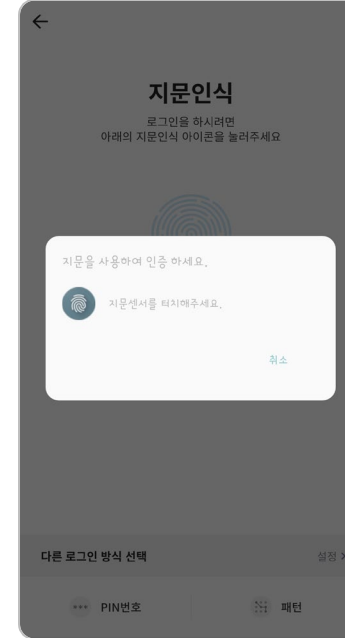 지문인식
로그인을 하시려면
아래의 지문인식 아이콘을 눌러주세요
지문을 사용하여 인증 하세요.
지문센서를 터치해주세요.
취소
다른 로그인 방식 선택
설정 >
PIN번호
패턴